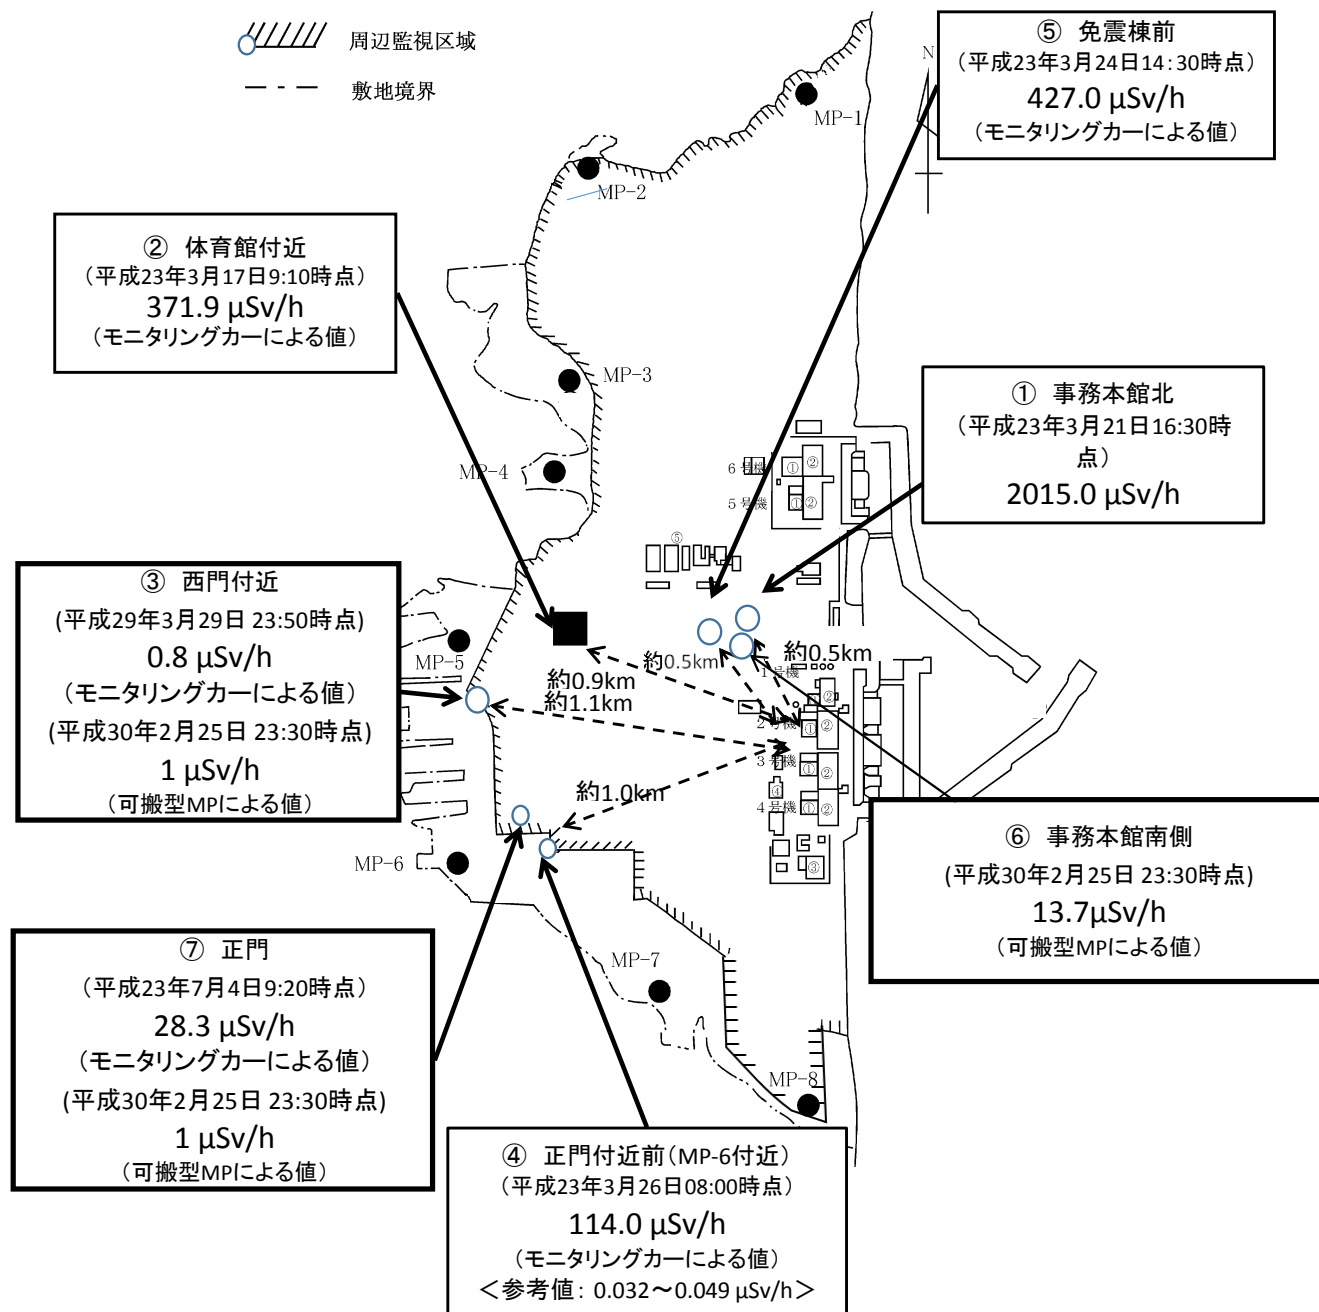 周辺監視区域
敷地境界
⑤ 免震棟前
(平成23年3月24日14:30時点)
427.0 μSv/h
(モニタリングカーによる値)
N
MP-1
MP-2
② 体育館付近
(平成23年3月17日9:10時点)
371.9 μSv/h
(モニタリングカーによる値)
MP-3
① 事務本館北
(平成23年3月21日16:30時
点)
2015.0 μSv/h
MP-4
6号機
① ②
5号機
① ②
⑤
③ 西門付近
(平成29年3月29日 23:50時点)
0.8 μSv/h
(モニタリングカーによる値)
(平成30年2月25日 23:30時点)
1 μSv/h
(可搬型MPによる値)
MP-5
約0.5km
約0.5km
約0.9km
約1.1km
1号機
②
2号機
① ②
3号機
① ②
④
4号機
① ②
③
約1.0km
MP-6
⑥ 事務本館南側
(平成30年2月25日 23:30時点)
13.7μSv/h
(可搬型MPによる値)
⑦ 正門
(平成23年7月4日9:20時点)
28.3 μSv/h
(モニタリングカーによる値)
(平成30年2月25日 23:30時点)
1 μSv/h
(可搬型MPによる値)
MP-7
MP-8
④ 正門付近前(MP-6付近)
(平成23年3月26日08:00時点)
114.0 μSv/h
(モニタリングカーによる値)
<参考値: 0.032~0.049 μSv/h>